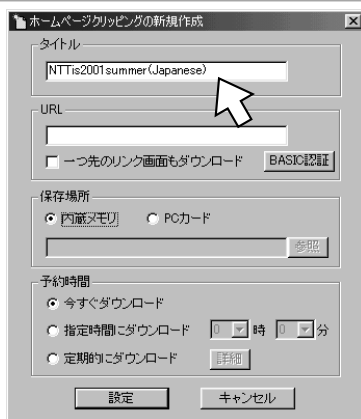 ホームページクリッピングの新規作成
タイトル
NTTis2001summer(Japanese)
URL
一つ先のリンク画面もダウンロード BASIC認証
保存場所
内蔵メモリ PCカード
参照
予約時間
今すぐダウンロード
指定時間にダウンロード 0 時 0 分
定期的にダウンロード 詳細
設定 キャンセル